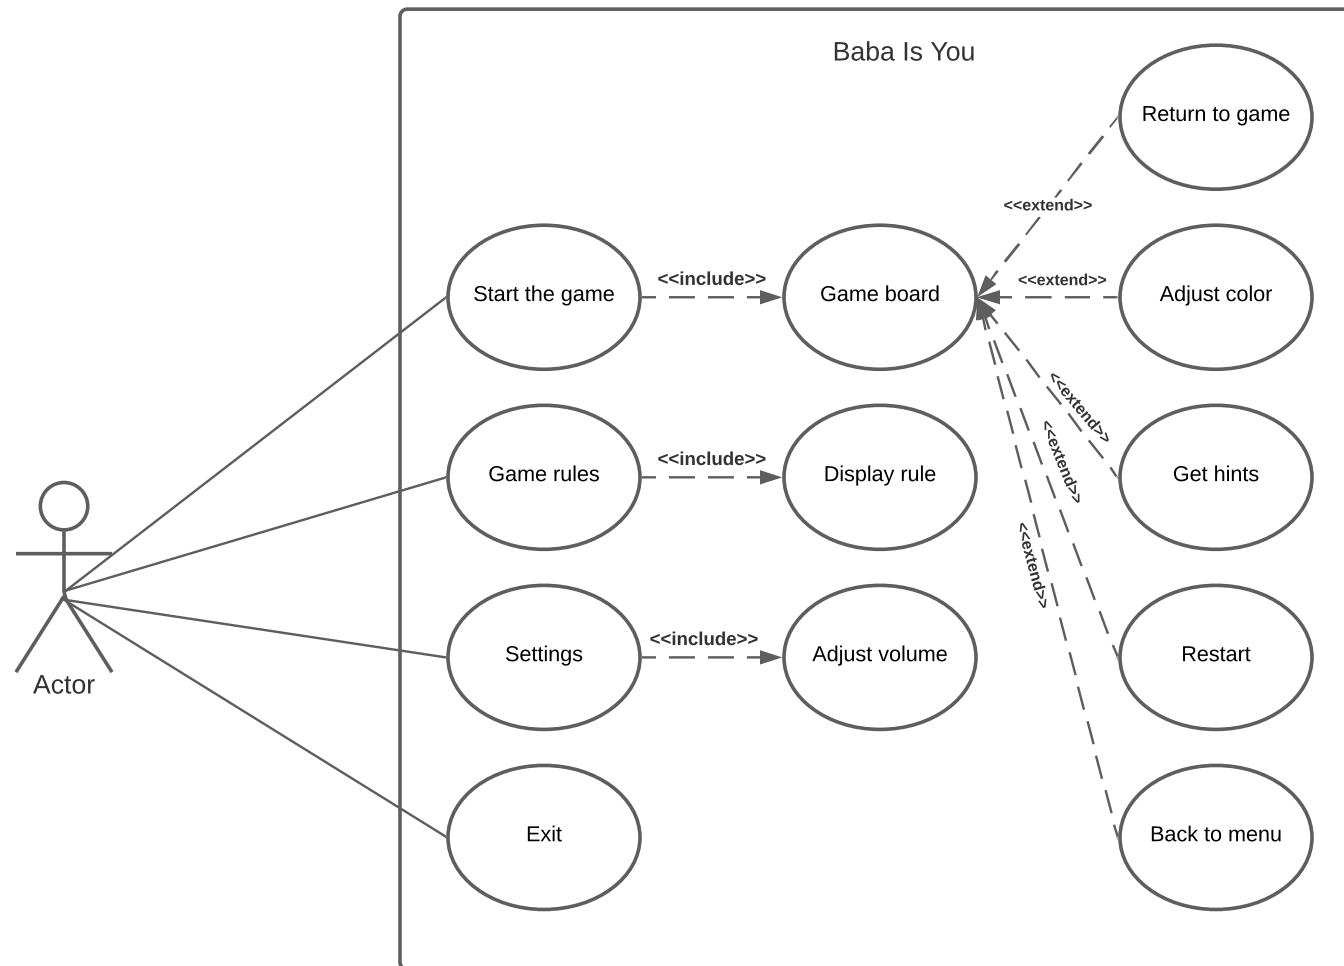 Baba Is You
Return to game
<<extend>>
Start the game
<<include>>
Game board
<<extend>>
Adjust color
Game rules
<<include>>
Display rule
<<extend>>
<<extend>>
Get hints
<<extend>>
Settings
<<include>>
Adjust volume
Restart
Actor
Exit
Back to menu